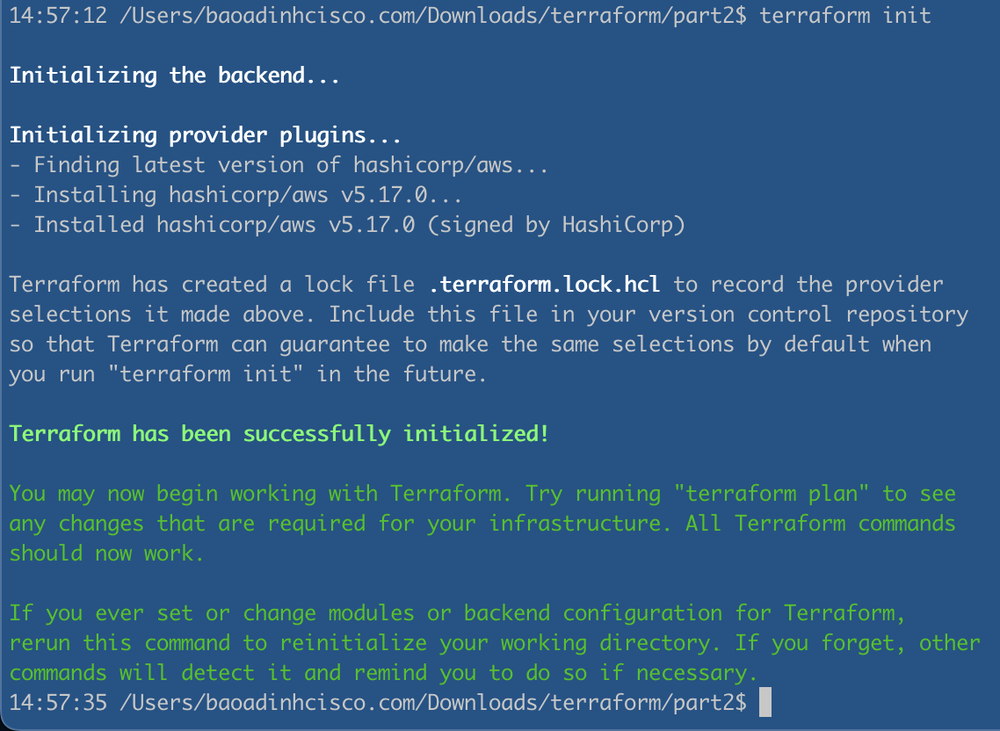 14:57:12 /Users/baoadinhcisco.com/Downloads/terraform/part2$ terraform init
Initializing the backend...
Initializing provider plugins...
- Finding latest version of hashicorp/aws...
- Installing hashicorp/aws v5.17.0...
- Installed hashicorp/aws v5.17.0 (signed by HashiCorp)
Terraform has created a lock file .terraform.lock.hcl to record the provider
selections it made above. Include this file in your version control repository
so that Terraform can guarantee to make the same selections by default when
you run "terraform init" in the future.
Terraform has been successfully initialized!
You may now begin working with Terraform. Try running "terraform plan" to see
any changes that are required for your infrastructure. All Terraform commands
should now work.
If you ever set or change modules or backend configuration for Terraform,
rerun this command to reinitialize your working directory. If you forget, other
commands will detect it and remind you to do so if necessary.
14:57:35 /Users/baoadinhcisco.com/Downloads/terraform/part2$